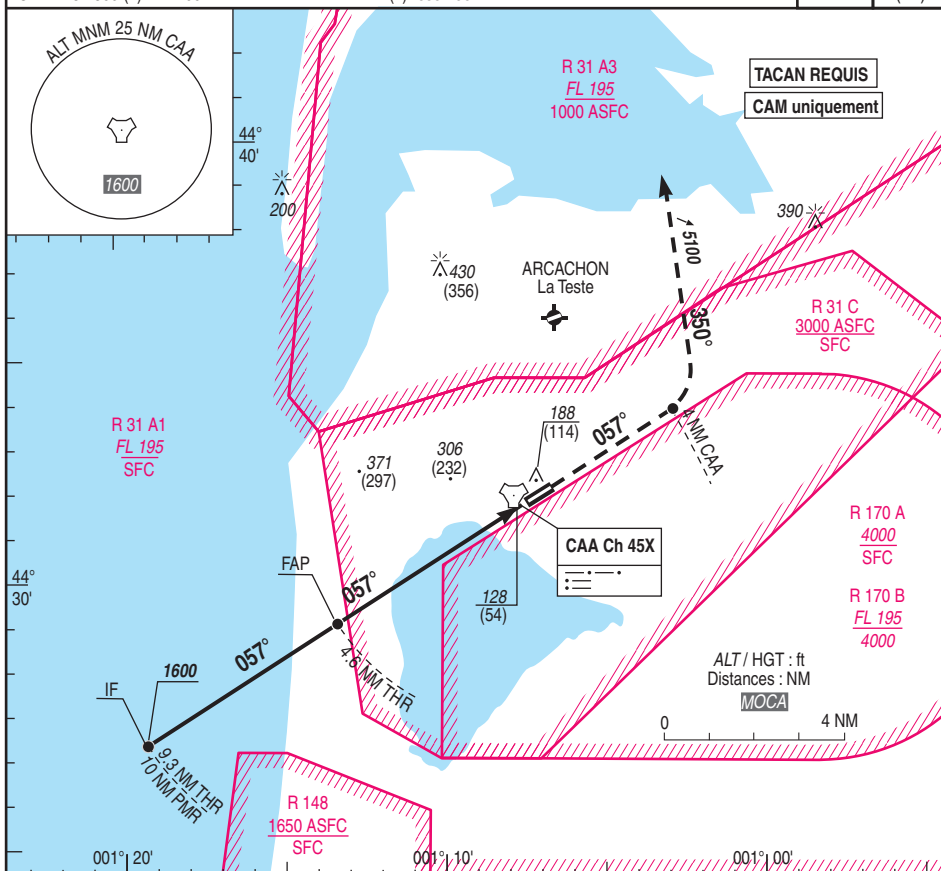 ALT MNM 25 NM CAA
1600
44°
40'
200
R 31 A3
FL 195
1000 ASFC
TACAN REQUIS
CAM uniquement
390
5100
430
(356)
ARCACHON
La Teste
350°
R 31 C
3000 ASFC
SFC
R 31 A1
FL 195
SFC
188
(114)
057°
4 NM CAA
371
(297)
306
(232)
CAA Ch 45X
R 170 A
4000
SFC
FAP
057°
44°
30'
128
(54)
R 170 B
FL 195
4000
057°
4.6 NM THR
ALT / HGT : ft
Distances : NM
MOCA
1600
IF
0 4 NM
9.3 NM THR
10 NM PMR
R 148
1650 ASFC
SFC
001° 20'
001° 10'
001° 00'